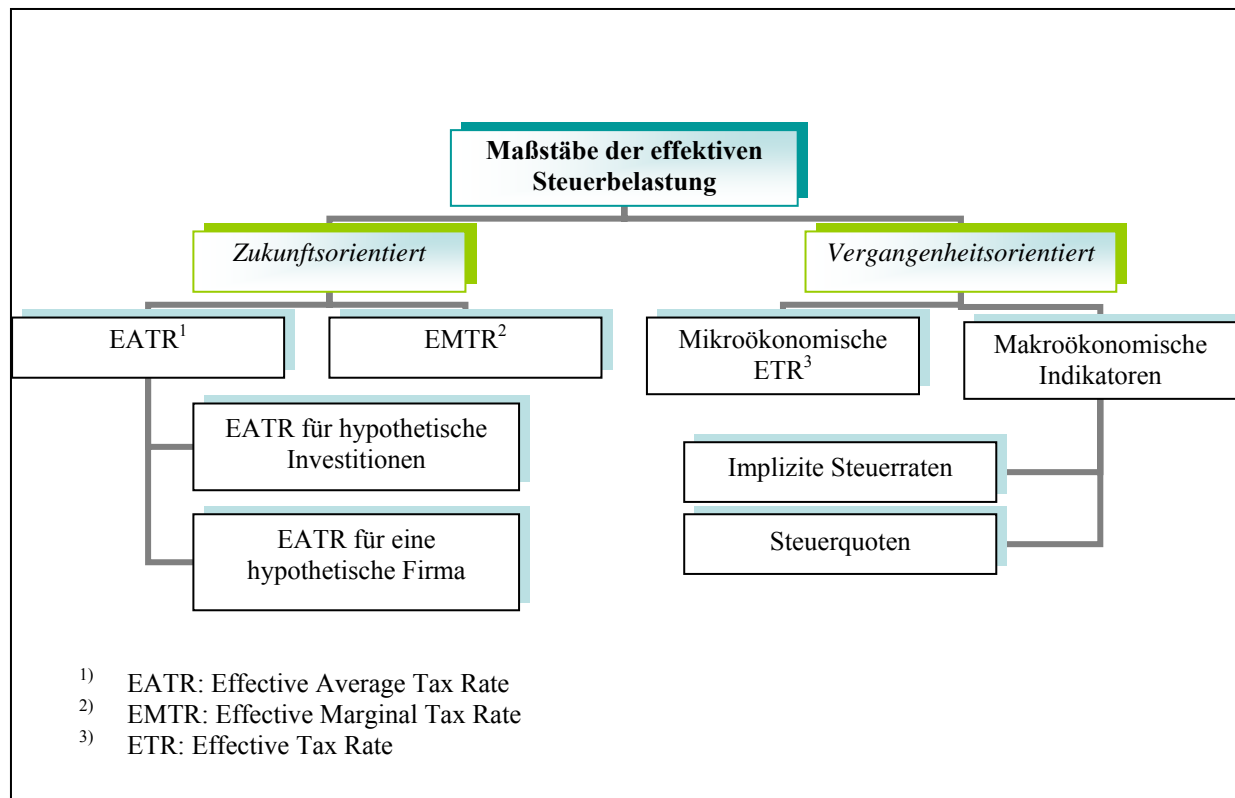 Maßstäbe der effektiven
Steuerbelastung
Zukunftsorientiert
Vergangenheitsorientiert
EATR¹
EMTR²
Mikroökonomische
ETR³
Makroökonomische
Indikatoren
EATR für hypothetische
Investitionen
EATR für eine
hypothetische Firma
Implizite Steuerraten
Steuerquoten
¹⁾ EATR: Effective Average Tax Rate
²⁾ EMTR: Effective Marginal Tax Rate
³⁾ ETR: Effective Tax Rate